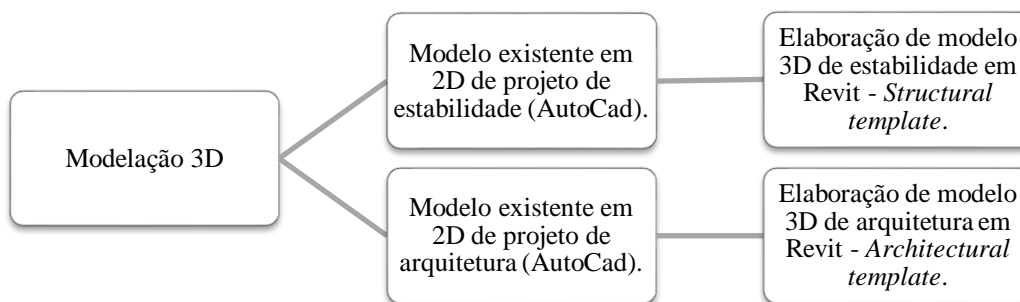 Modelação 3D
Modelo existente em
2D de projeto de
estabilidade (AutoCad).
Elaboração de modelo
3D de estabilidade em
Revit - Structural
template.
Modelo existente em
2D de projeto de
arquitetura (AutoCad).
Elaboração de modelo
3D de arquitetura em
Revit - Architectural
template.